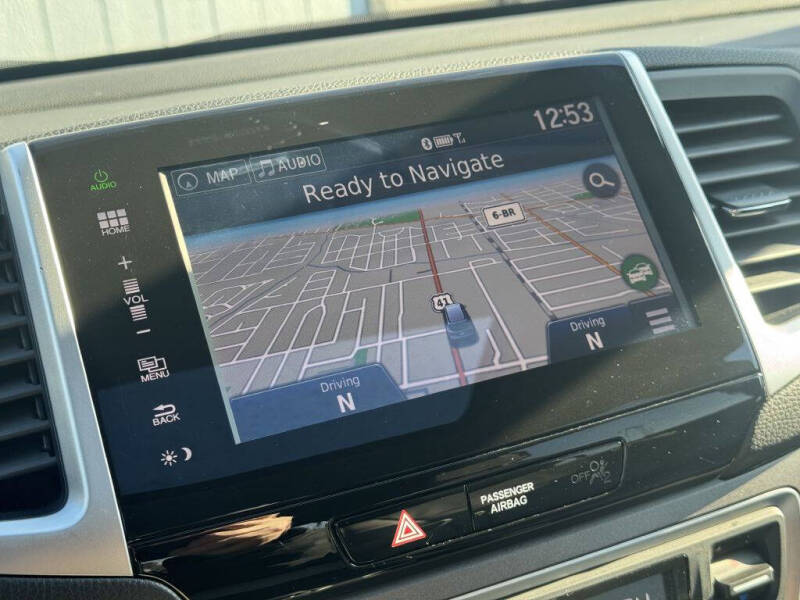 12:53
MAP
AUDIO
Ready to Navigate
AUDIO
HOME
6-BR
+
VOL
-
41
Driving
N
Driving
N
MENU
BACK
PASSENGER
AIRBAG
OFF
2